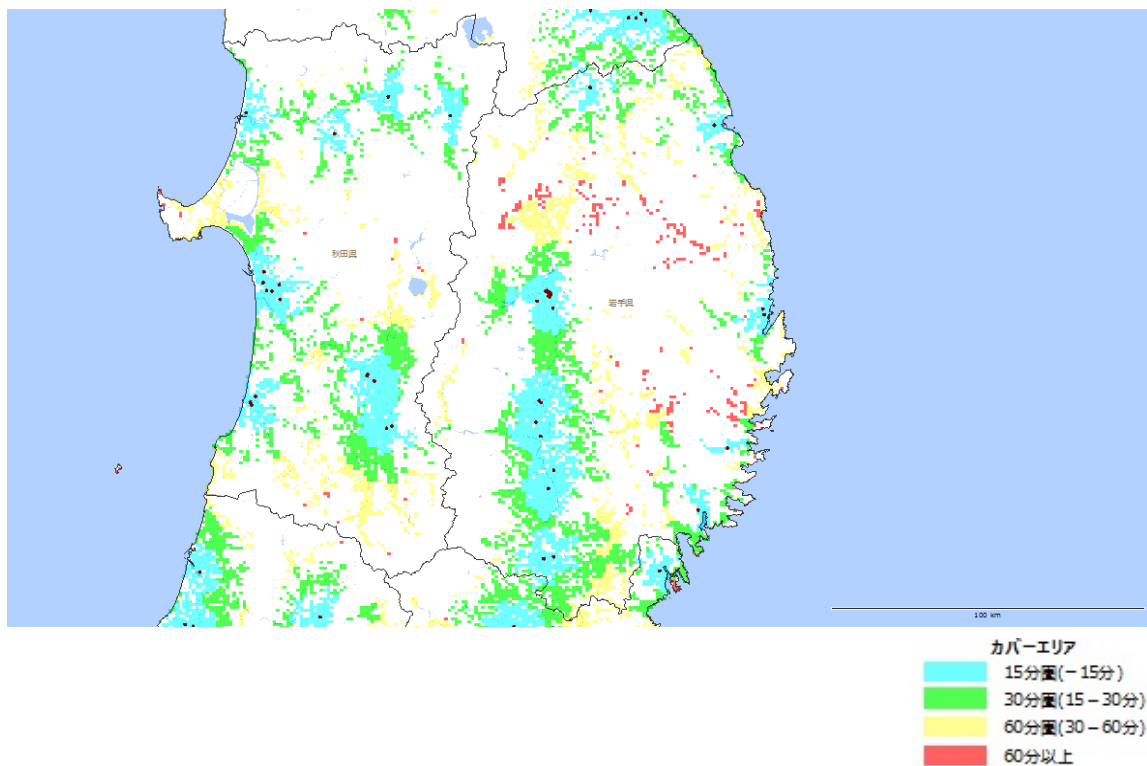 秋田県
岩手県
100 km
カバーエリア
15分圏(－15分)
30分圏(15－30分)
60分圏(30－60分)
60分以上